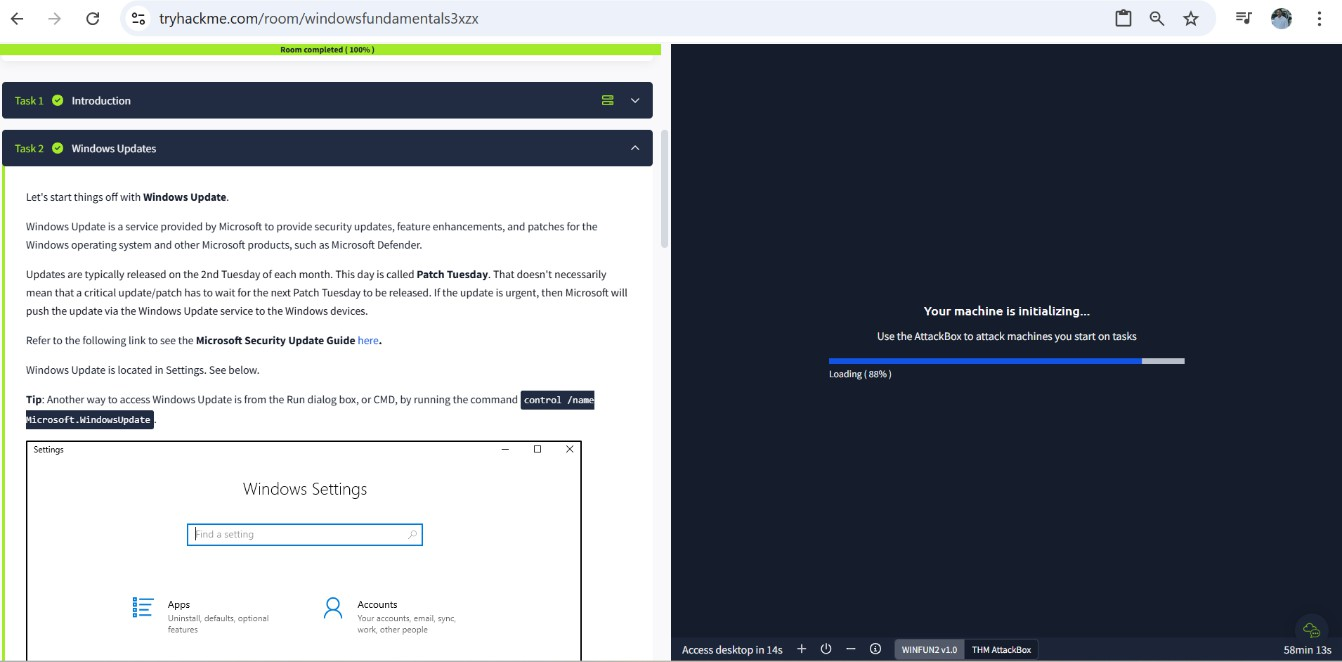 tryhackme.com/room/windowsfundamentals3xzx
Room completed ( 100% )
Task 1 Introduction
Task 2 Windows Updates
Let's start things off with Windows Update.
Windows Update is a service provided by Microsoft to provide security updates, feature enhancements, and patches for the
Windows operating system and other Microsoft products, such as Microsoft Defender.
Updates are typically released on the 2nd Tuesday of each month. This day is called Patch Tuesday. That doesn't necessarily
mean that a critical update/patch has to wait for the next Patch Tuesday to be released. If the update is urgent, then Microsoft will
push the update via the Windows Update service to the Windows devices.
Refer to the following link to see the Microsoft Security Update Guide here.
Windows Update is located in Settings. See below.
Tip: Another way to access Windows Update is from the Run dialog box, or CMD, by running the command control /name
Microsoft.WindowsUpdate.
Settings
Windows Settings
Find a setting
Apps
Uninstall, defaults, optional
features
Accounts
Your accounts, email, sync,
work, other people
Your machine is initializing...
Use the AttackBox to attack machines you start on tasks
Loading ( 88% )
Access desktop in 14s
WINFUN2 v1.0
THM AttackBox
58min 13s